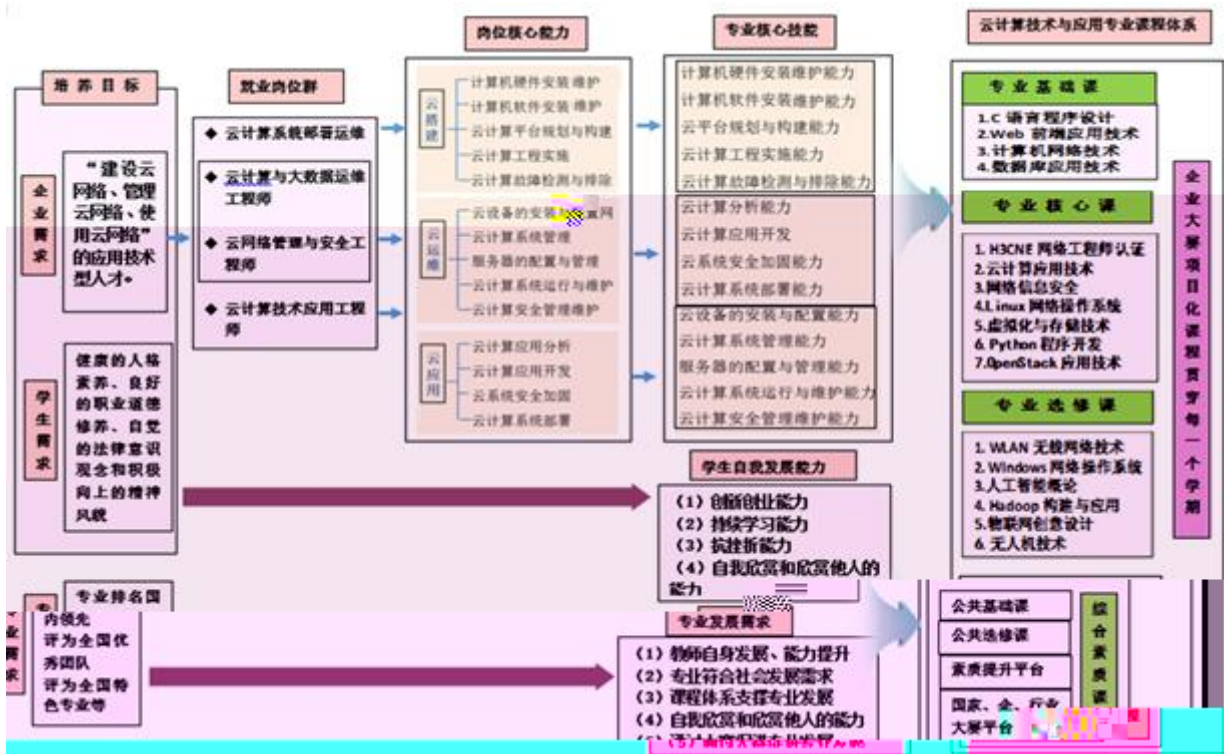 培养目标
企业需求
“建设云
网络、管理
云网络、使
用云网络”
的应用技术
型人才。
学生需求
健康的人格
素养、良好
的职业道德
修养、自觉
的法律意识
观念和积极
向上的精神
风貌
专业排名国
内领先
评为全国优
秀团队
评为全国特
色专业等
就业岗位群
◆ 云计算系统部署运维
◆ 云计算与大数据运维
工程师
◆ 云网络管理与安全工
程师
◆ 云计算技术应用工程
师
岗位核心能力
云搭建
计算机硬件安装维护
计算机软件安装维护
云计算平台规划与构建
云计算工程实施
云计算故障检测与排除
云运维
云设备的安装与配置网
云计算系统管理
服务器的配置与管理
云计算系统运行与维护
云计算安全管理维护
云应用
云计算应用分析
云计算应用开发
云系统安全加固
云计算系统部署
专业核心技能
计算机硬件安装维护能力
计算机软件安装维护能力
云平台规划与构建能力
云计算工程实施能力
云计算故障检测与排除能力
云计算分析能力
云计算应用开发
云系统安全加固能力
云计算系统部署能力
云设备的安装与配置能力
云计算系统管理能力
服务器的配置与管理能力
云计算系统运行与维护能力
云计算安全管理维护能力
学生自我发展能力
（1）创新创业能力
（2）持续学习能力
（3）抗挫折能力
（4）自我欣赏和欣赏他人的
能力
专业发展需求
（1）教师自身发展、能力提升
（2）专业符合社会发展需求
（3）课程体系支撑专业发展
（4）自我欣赏和欣赏他人的能力
云计算技术与应用专业课程体系
专业基础课
1.C 语言程序设计
2.Web 前端应用技术
3.计算机网络技术
4.数据库应用技术
专业核心课
1. H3CNE 网络工程师认证
2.云计算应用技术
3.网络信息安全
4.Linux 网络操作系统
5.虚拟化与存储技术
6. Python 程序开发
7.OpenStack 应用技术
专业选修课
1. WLAN 无线网络技术
2. Windows 网络操作系统
3.人工智能概论
4. Hadoop 构建与应用
5.物联网创意设计
6. 无人机技术
企业大赛项目化课程贯穿每一个学期
公共基础课
公共选修课
素质提升平台
国家、企、行业
大赛平台
综合素质课